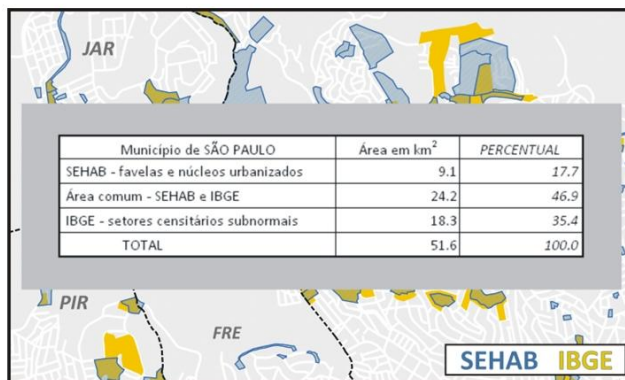 JAR
Município de SÃO PAULO Área em km² PERCENTUAL
SEHAB - favelas e núcleos urbanizados 9.1 17.7
Área comum - SEHAB e IBGE 24.2 46.9
IBGE - setores censitários subnormais 18.3 35.4
TOTAL 51.6 100.0
PIR
FRE
SEHAB IBGE